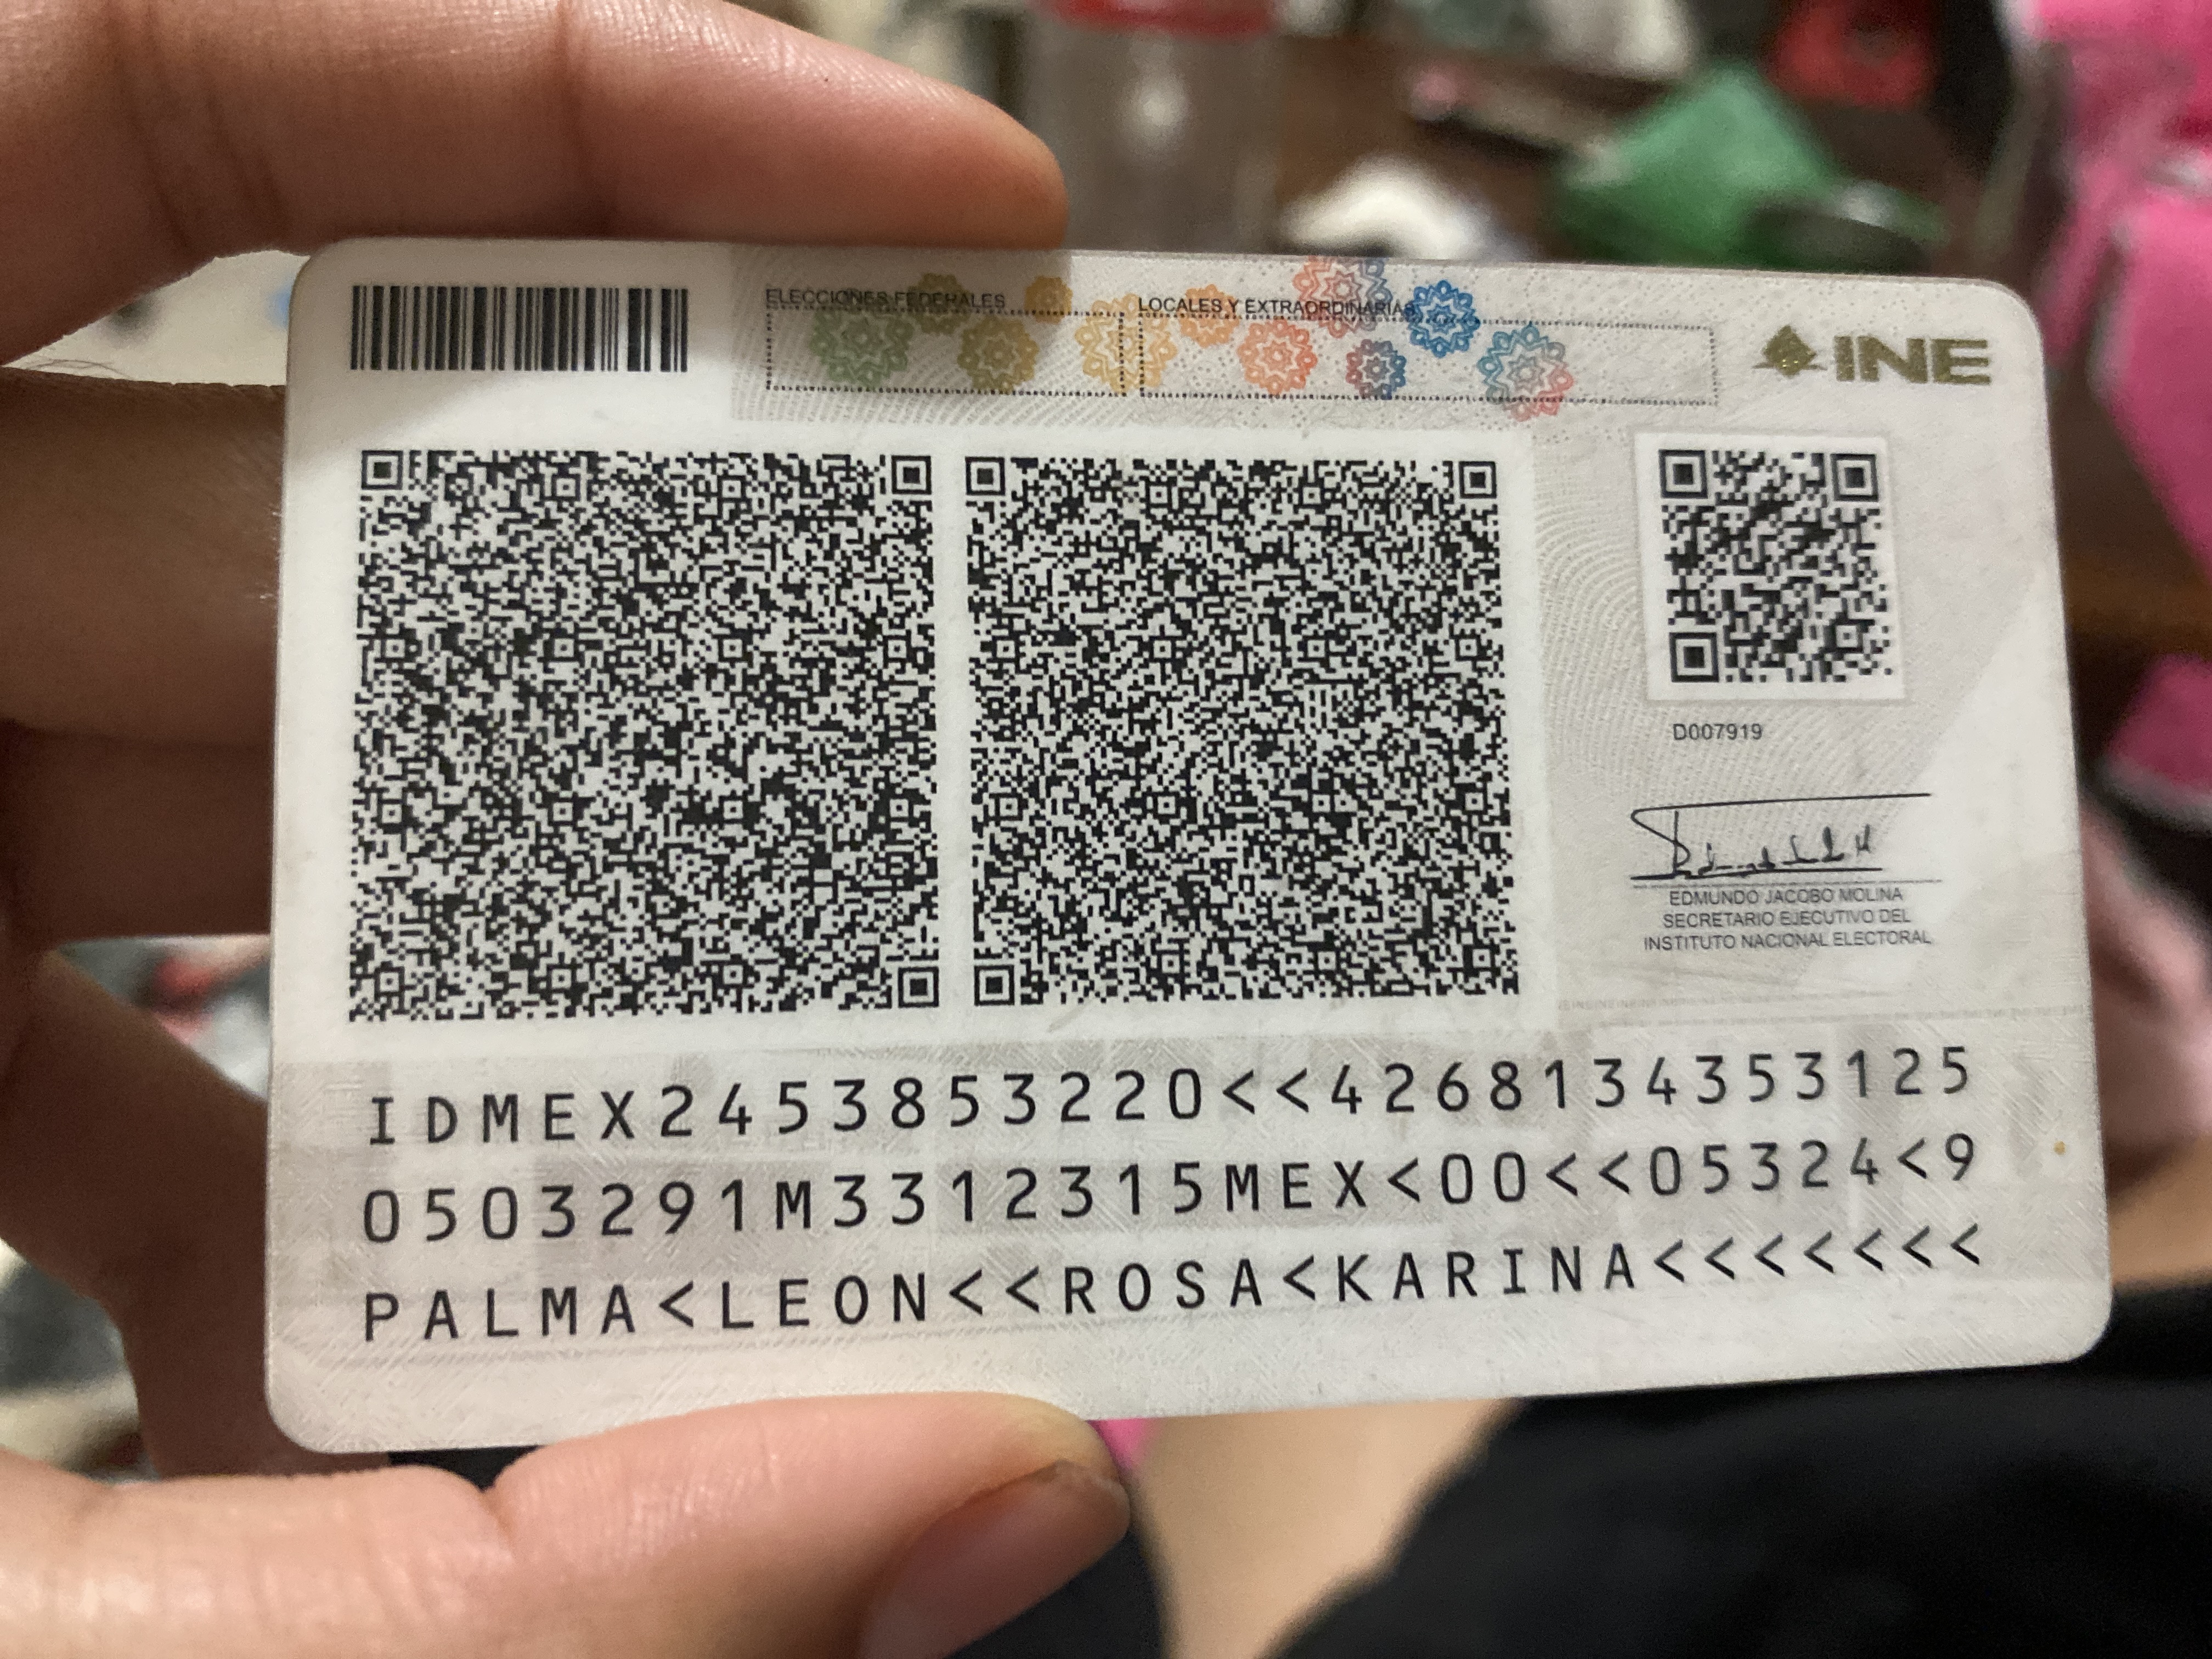 ELECCIONES FEDERALES
LOCALES Y EXTRAORDINARIAS
INE
D007919
EDMUNDO JACOBO MOLINA
SECRETARIO EJECUTIVO DEL
INSTITUTO NACIONAL ELECTORAL
IDMEX2453853220<<4268134353125
0503291M3312315MEX<00<<05324<9
PALMA<LEON<<ROSA<KARINA<<<<<<<